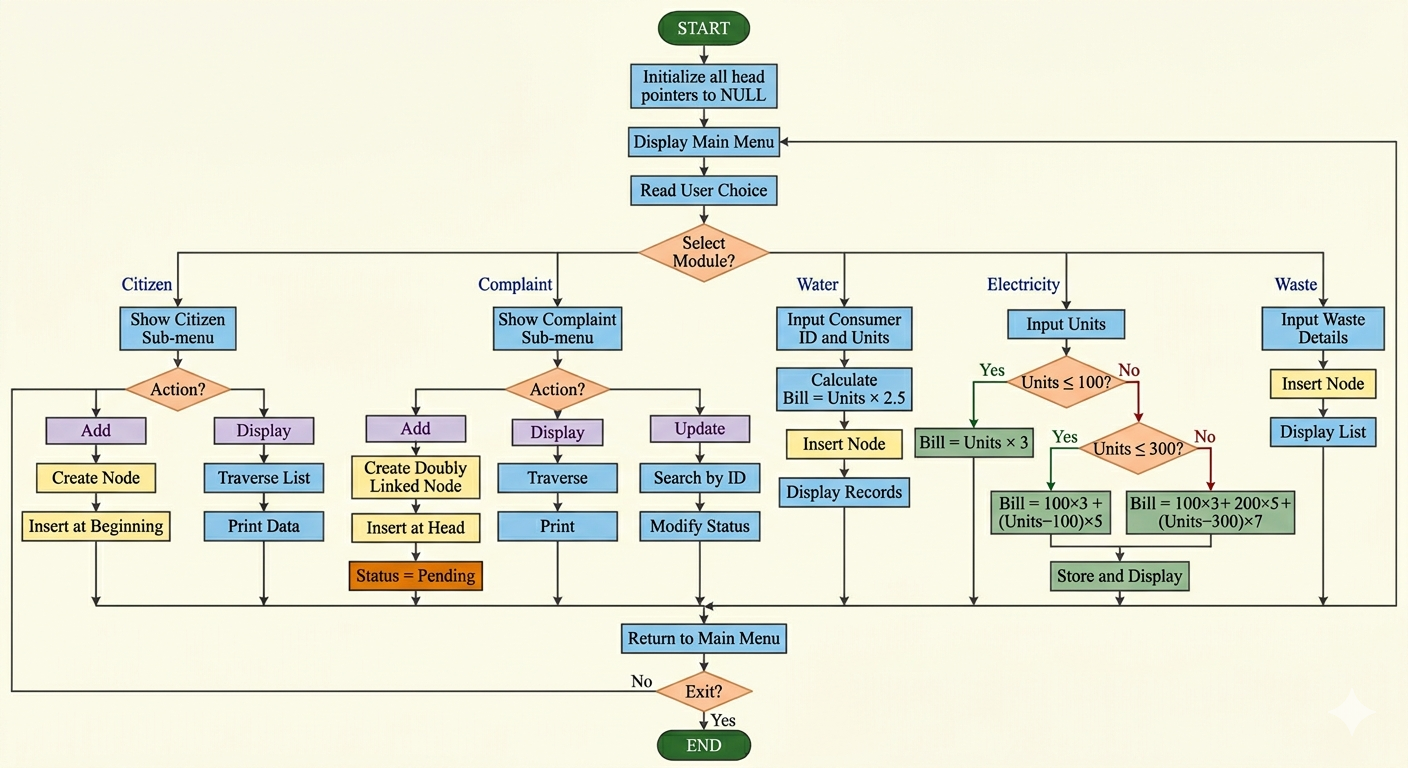 START
Initialize all head
pointers to NULL
Display Main Menu
Read User Choice
Select
Module?
Citizen
Show Citizen
Sub-menu
Action?
Add
Create Node
Insert at Beginning
Display
Traverse List
Print Data
Complaint
Show Complaint
Sub-menu
Action?
Add
Create Doubly
Linked Node
Insert at Head
Status = Pending
Display
Traverse
Print
Update
Search by ID
Modify Status
Water
Input Consumer
ID and Units
Calculate
Bill = Units × 2.5
Insert Node
Display Records
Electricity
Input Units
Units ≤ 100?
Yes
No
Bill = Units × 3
Units ≤ 300?
Yes
No
Bill = 100×3 +
(Units−100)×5
Bill = 100×3+ 200×5+
(Units−300)×7
Store and Display
Waste
Input Waste
Details
Insert Node
Display List
Return to Main Menu
Exit?
No
Yes
END